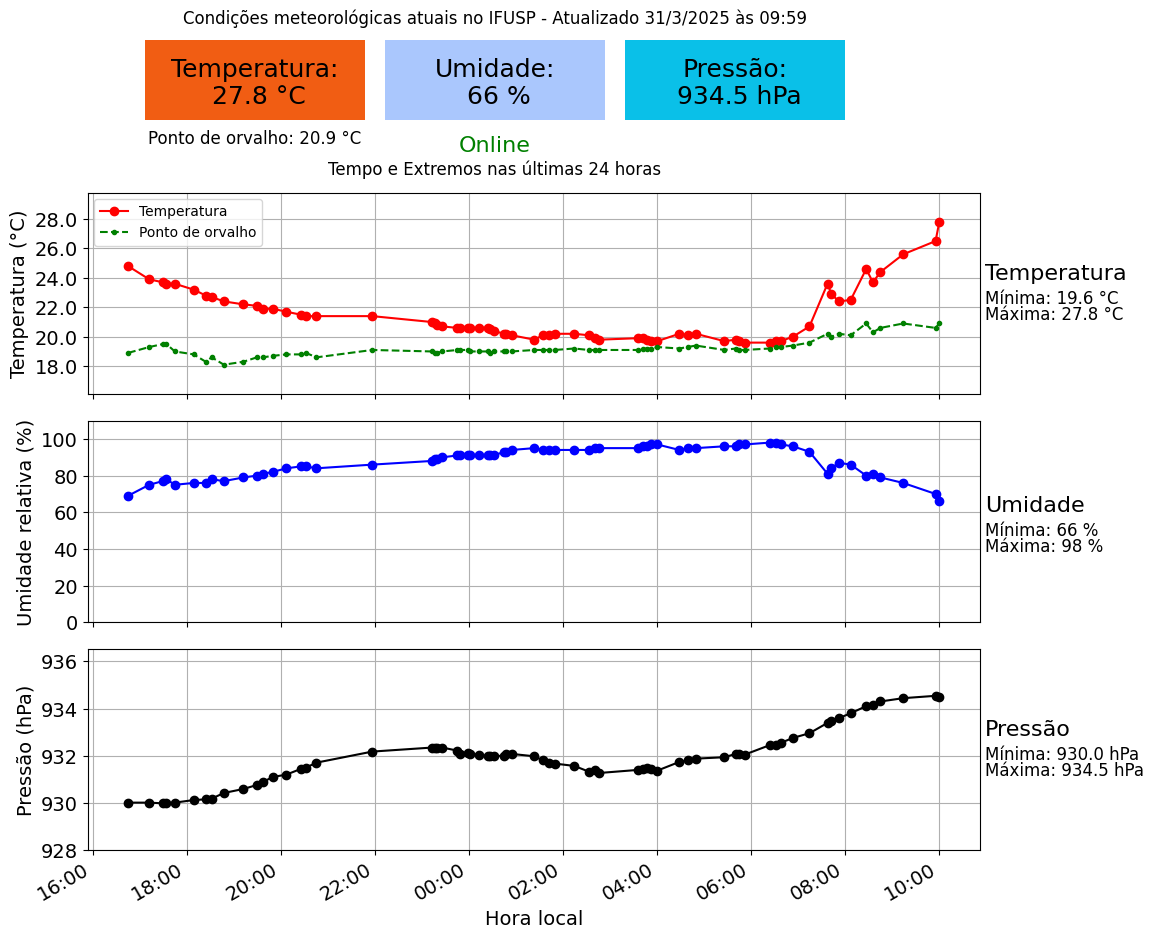 Condições meteorológicas atuais no IFUSP - Atualizado 31/3/2025 às 09:59
Temperatura:
27.8 °C
Umidade:
66 %
Pressão:
934.5 hPa
Ponto de orvalho: 20.9 °C
Online
Tempo e Extremos nas últimas 24 horas
Temperatura (°C)
28.0
26.0
24.0
22.0
20.0
18.0
Temperatura
Ponto de orvalho
Temperatura
Mínima: 19.6 °C
Máxima: 27.8 °C
Umidade relativa (%)
100
80
60
40
20
0
Umidade
Mínima: 66 %
Máxima: 98 %
Pressão (hPa)
936
934
932
930
928
Pressão
Mínima: 930.0 hPa
Máxima: 934.5 hPa
16:00
18:00
20:00
22:00
00:00
02:00
04:00
06:00
08:00
10:00
Hora local